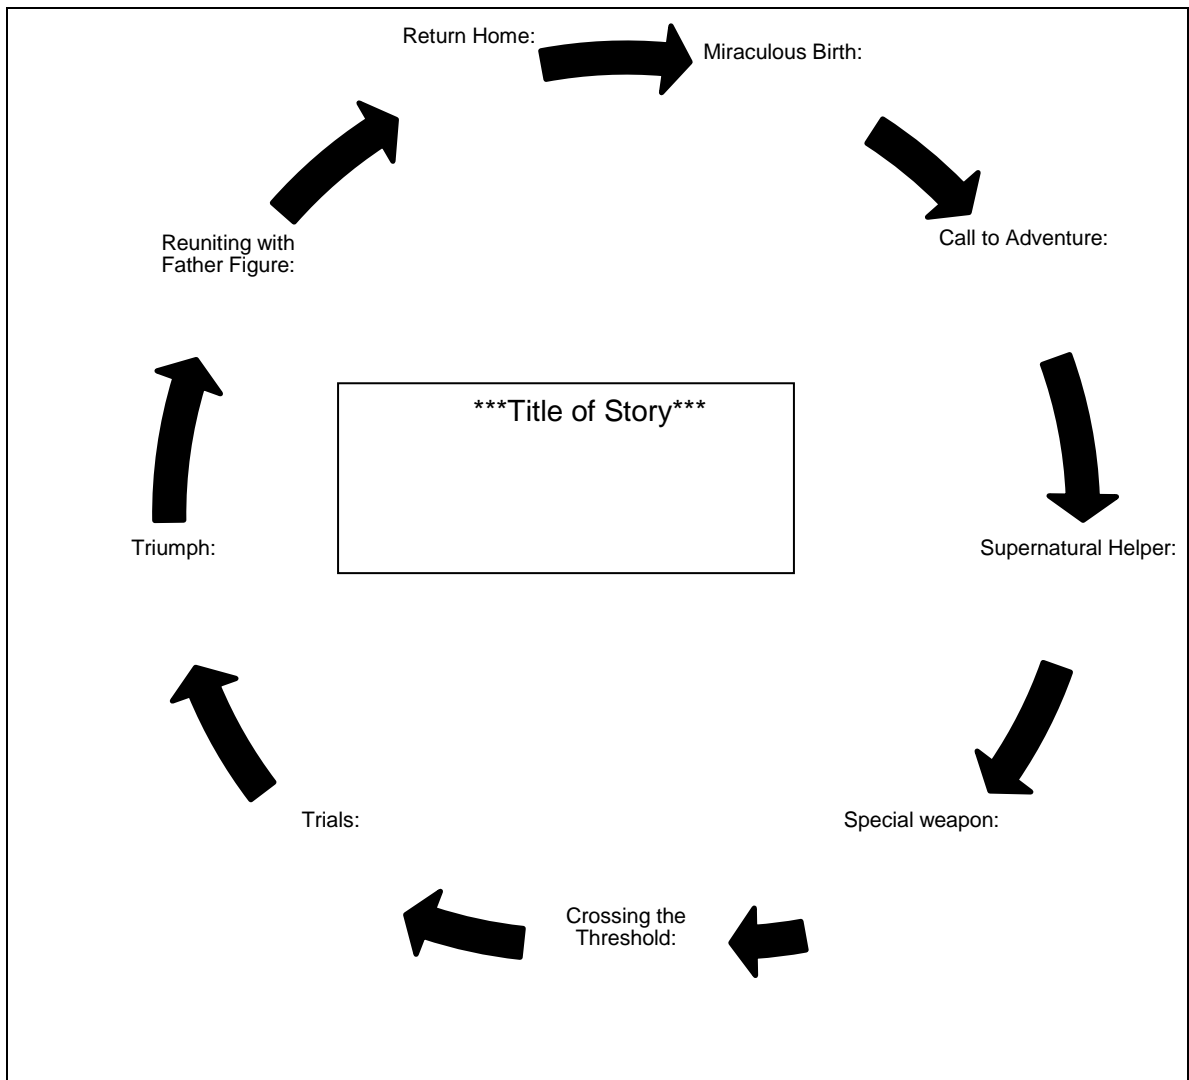 Return Home:
Miraculous Birth:
Call to Adventure:
Reuniting with
Father Figure:
***Title of Story***
Triumph:
Supernatural Helper:
Trials:
Special weapon:
Crossing the
Threshold: